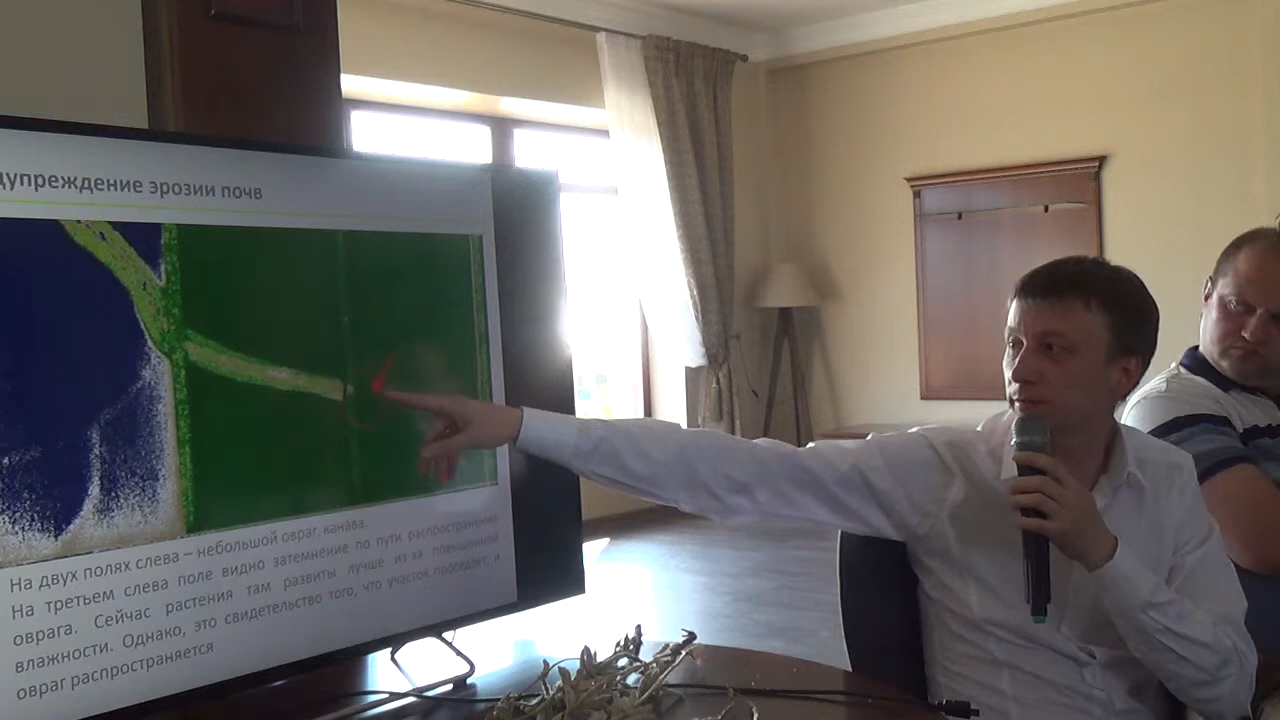 дупреждение эрозии почв
На двух полях слева – небольшой овраг, канава.
На третьем слева поле видно затемнение по пути распространения
оврага. Сейчас растения там развиты лучше из-за повышенной
влажности. Однако, это свидетельство того, что участок проседает, и
овраг распространяется